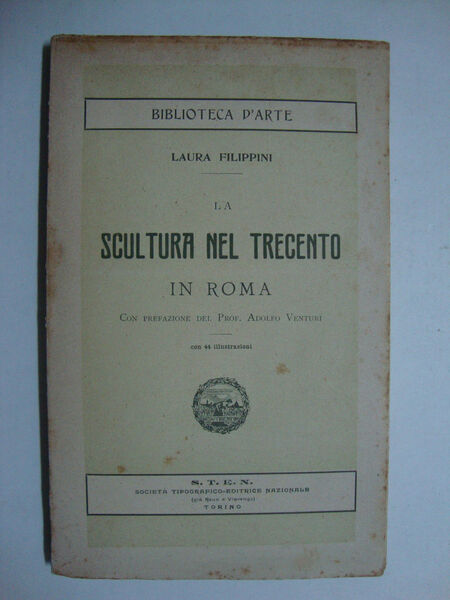 BIBLIOTECA D'ARTE
LAURA FILIPPINI
LA
SCULTURA NEL TRECENTO
IN ROMA
CON PREFAZIONE DEL PROF. ADOLFO VENTURI
con 44 illustrazioni
S. T. E. N.
SOCIETÀ TIPOGRAFICO-EDITRICE NAZIONALE
(già Roux e Viarengo)
TORINO